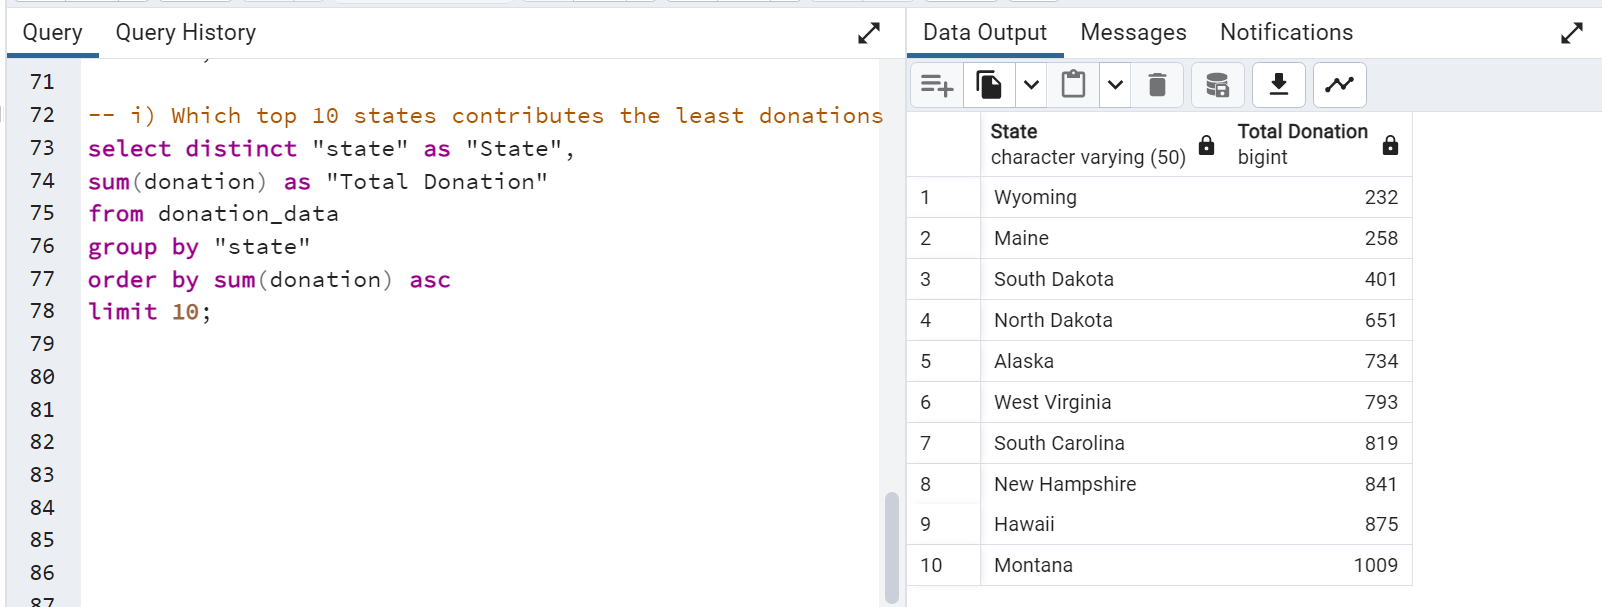 Query Query History
71
72 -- i) Which top 10 states contributes the least donations
73 select distinct "state" as "State",
74 sum(donation) as "Total Donation"
75 from donation_data
76 group by "state"
77 order by sum(donation) asc
78 limit 10;
79
80
81
82
83
84
85
86
87
Data Output Messages Notifications
State Total Donation
character varying (50) bigint
1 Wyoming 232
2 Maine 258
3 South Dakota 401
4 North Dakota 651
5 Alaska 734
6 West Virginia 793
7 South Carolina 819
8 New Hampshire 841
9 Hawaii 875
10 Montana 1009